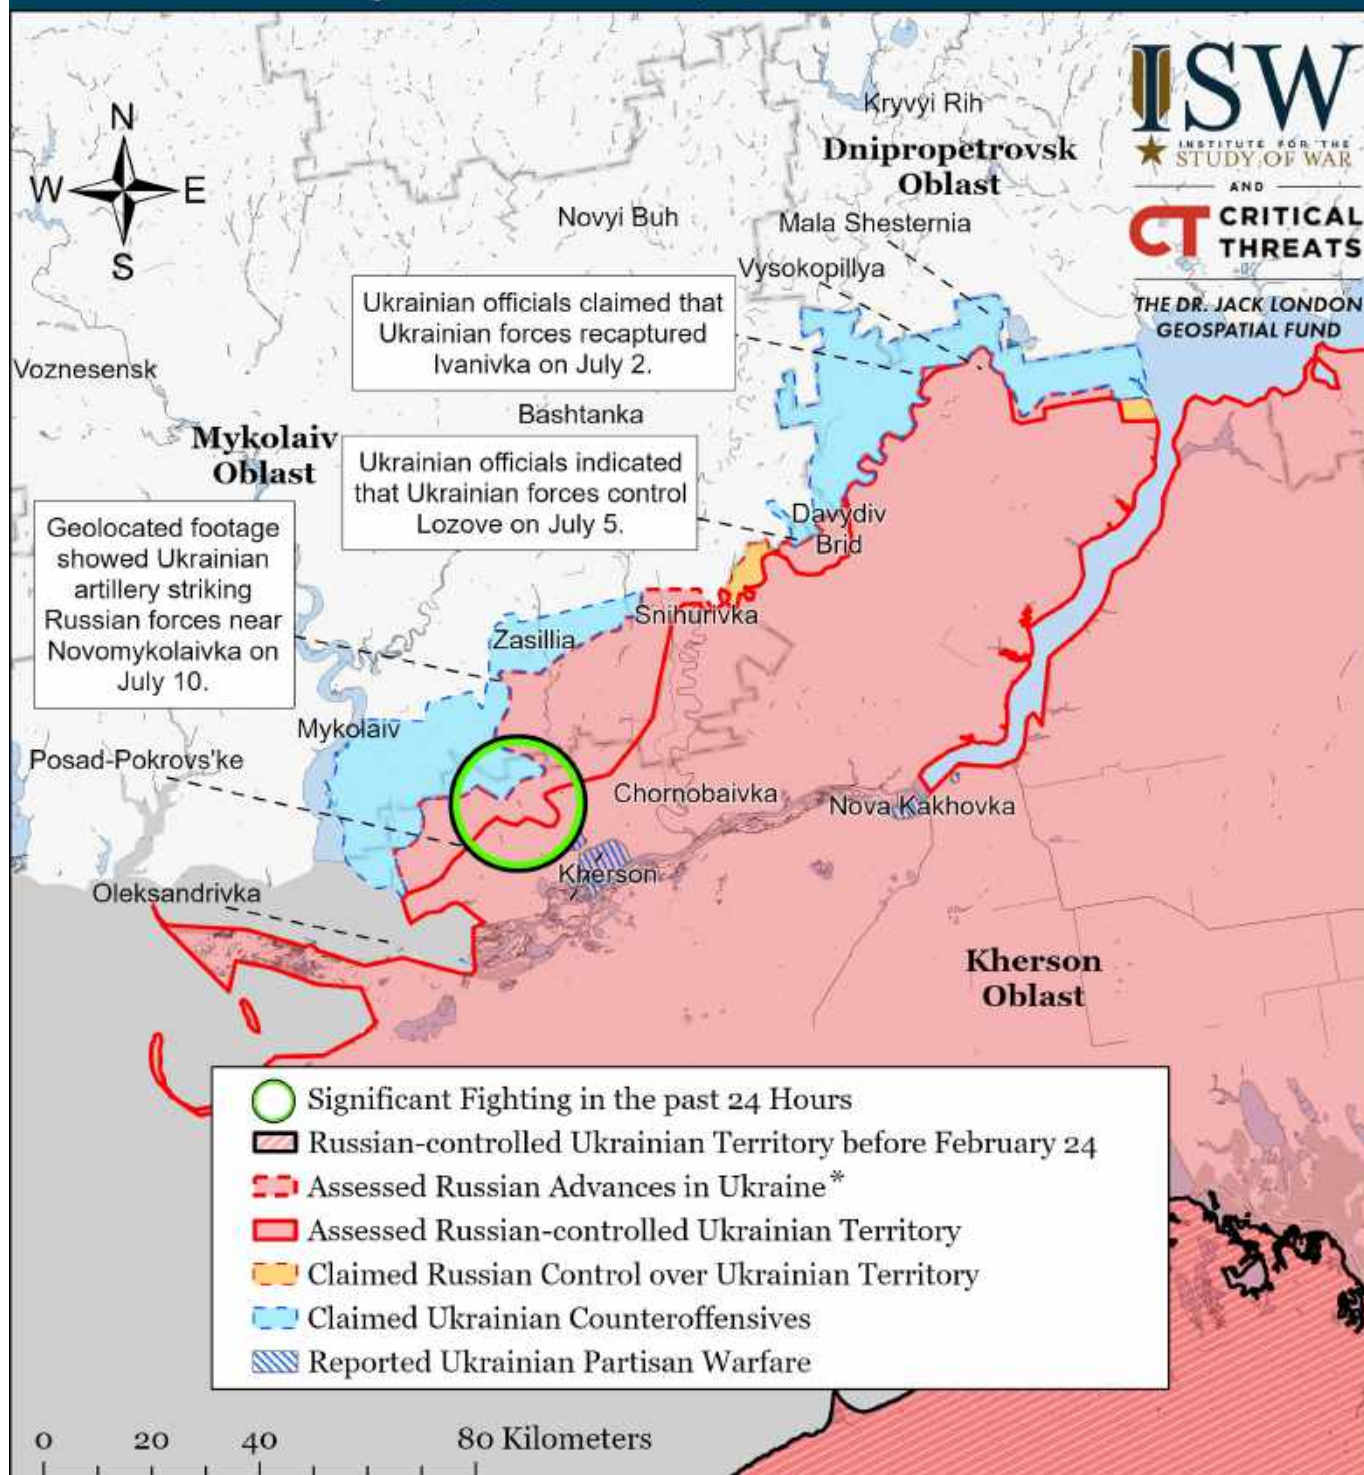 N
W
E
S
ISW
INSTITUTE FOR THE
STUDY OF WAR
AND
CT
CRITICAL
THREATS
THE DR. JACK LONDON
GEOSPATIAL FUND
Kryvyi Rih
Dnipropetrovsk
Oblast
Novyi Buh
Mala Shesternia
Vysokopillya
Ukrainian officials claimed that
Ukrainian forces recaptured
Ivanivka on July 2.
Voznesensk
Bashtanka
Mykolaiv
Oblast
Ukrainian officials indicated
that Ukrainian forces control
Lozove on July 5.
Davydiv
Brid
Geolocated footage
showed Ukrainian
artillery striking
Russian forces near
Novomykolaivka on
July 10.
Snihurivka
Zasillia
Mykolaiv
Posad-Pokrovs'ke
Chornobaivka
Nova Kakhovka
Kherson
Oleksandrivka
Kherson
Oblast
Significant Fighting in the past 24 Hours
Russian-controlled Ukrainian Territory before February 24
Assessed Russian Advances in Ukraine*
Assessed Russian-controlled Ukrainian Territory
Claimed Russian Control over Ukrainian Territory
Claimed Ukrainian Counteroffensives
Reported Ukrainian Partisan Warfare
0 20 40 80 Kilometers